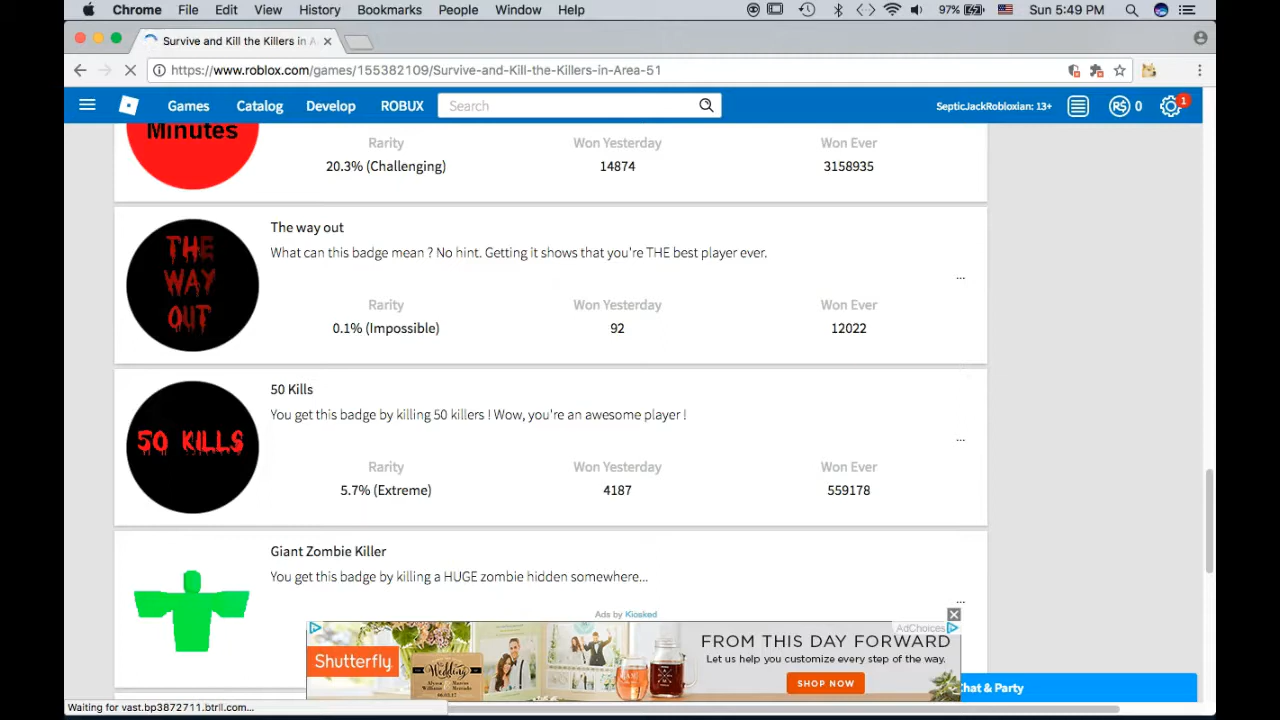 Chrome File Edit View History Bookmarks People Window Help 97% Sun 5:49 PM
Survive and Kill the Killers in A
https://www.roblox.com/games/155382109/Survive-and-Kill-the-Killers-in-Area-51
Games Catalog Develop ROBUX Search SepticJackRobloxian: 13+ R$ 0 1
Minutes
Rarity Won Yesterday Won Ever
20.3% (Challenging) 14874 3158935
THE
WAY
OUT
The way out
What can this badge mean ? No hint. Getting it shows that you're THE best player ever.
...
Rarity Won Yesterday Won Ever
0.1% (Impossible) 92 12022
50 KILLS
50 Kills
You get this badge by killing 50 killers ! Wow, you're an awesome player !
...
Rarity Won Yesterday Won Ever
5.7% (Extreme) 4187 559178
Giant Zombie Killer
You get this badge by killing a HUGE zombie hidden somewhere...
...
Ads by Kiosked
AdChoices
Shutterfly
Wedding
FROM THIS DAY FORWARD
Let us help you customize every step of the way.
SHOP NOW
Chat & Party
Waiting for vast.bp3872711.btrll.com...